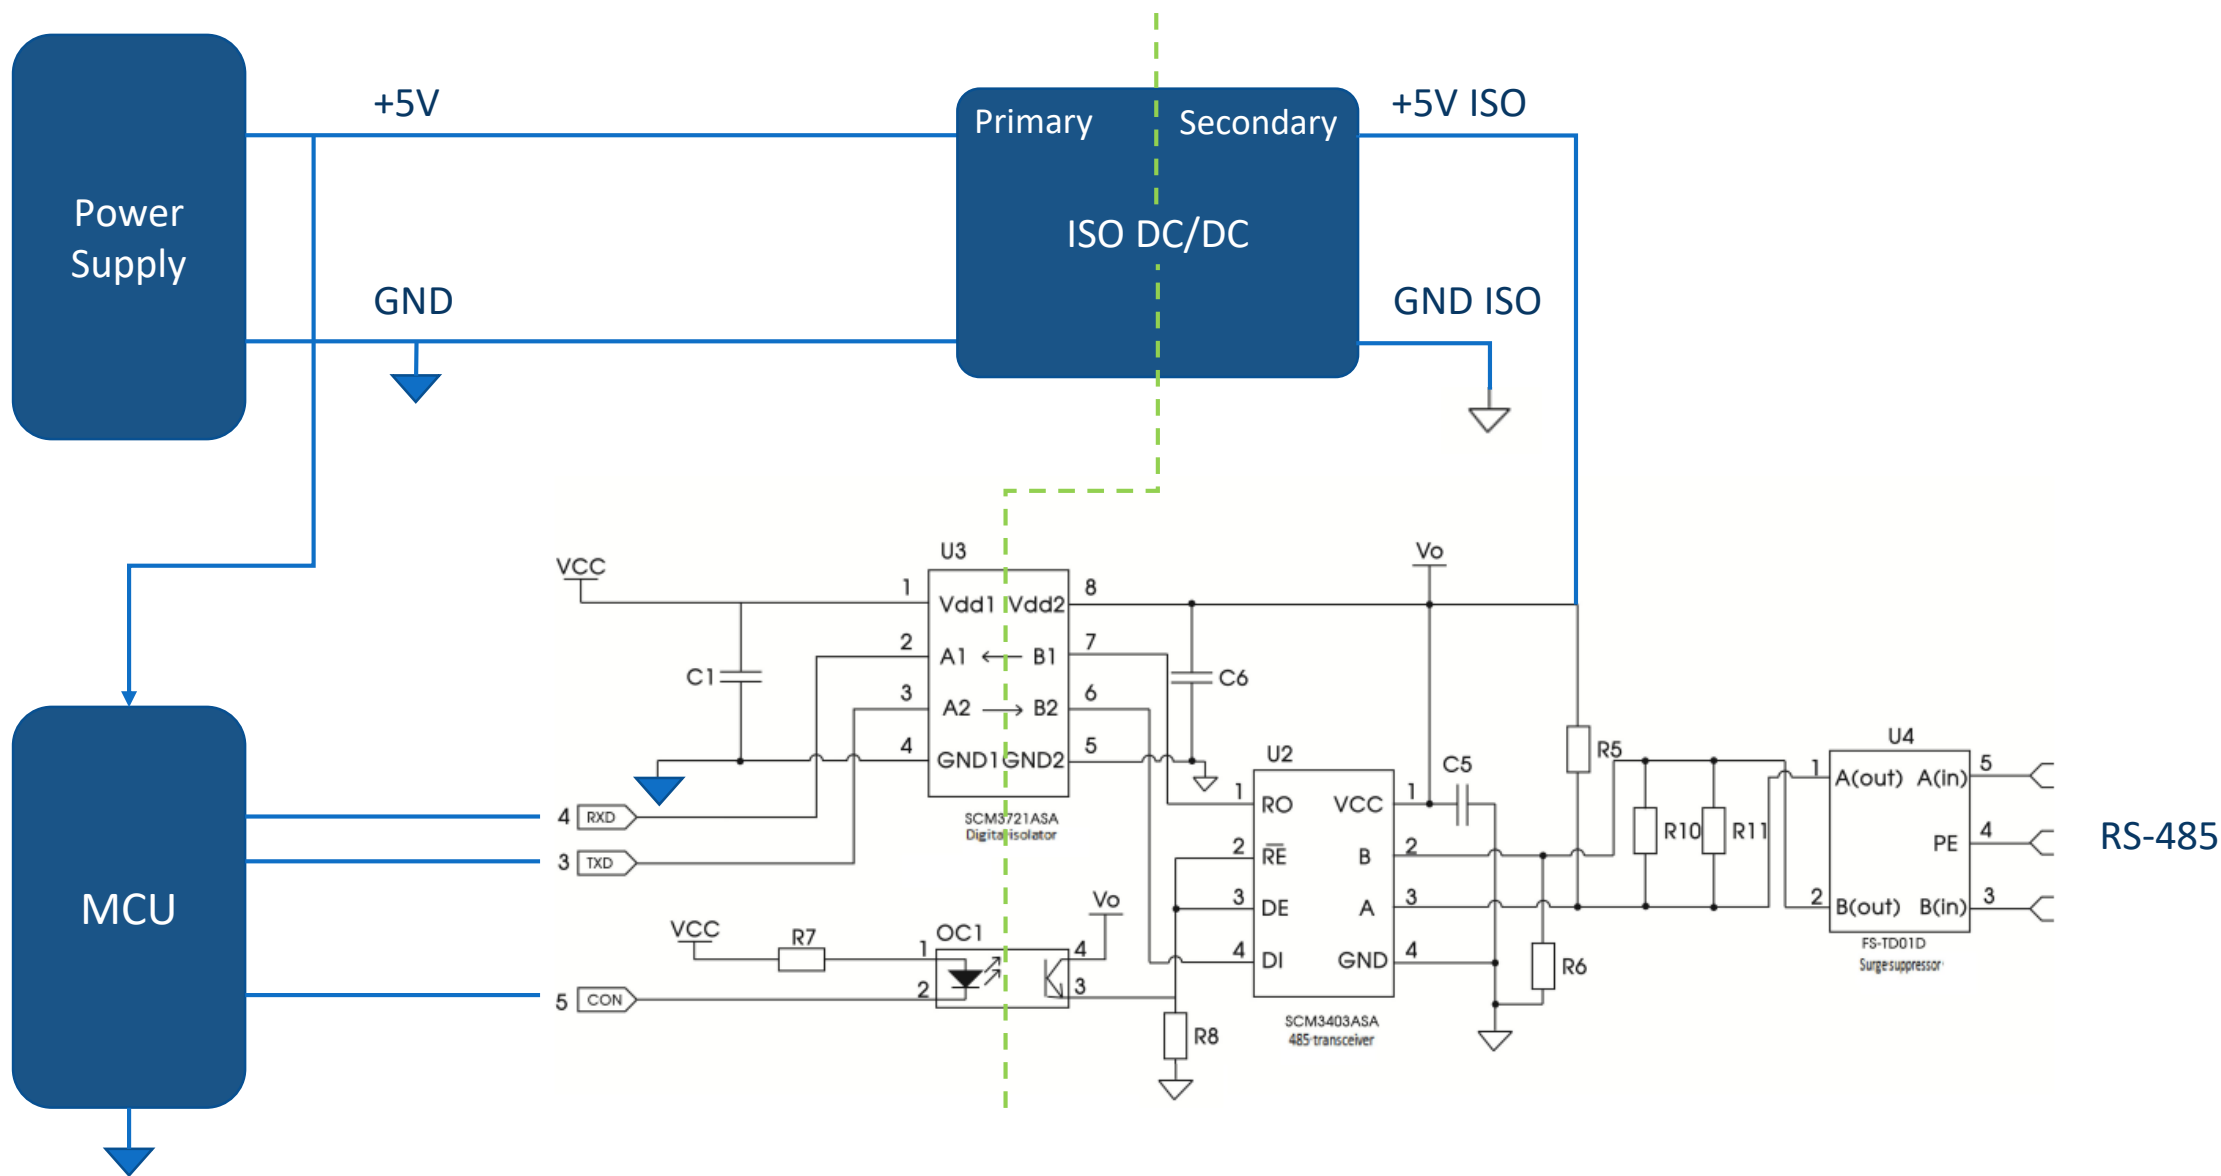 +5V
+5V ISO
Primary
Secondary
Power
Supply
ISO DC/DC
GND
GND ISO
U3
VCC
Vo
1
Vdd1
Vdd2
8
2
A1
B1
7
C1
C6
3
A2
B2
6
4
GND1
GND2
5
SCM3721ASA
Digital isolator
4
RXD
3
TXD
MCU
U2
C5
R5
U4
1
RO
VCC
1
2
RE
B
2
3
DE
A
3
4
DI
GND
4
SCM3403ASA
485 transceiver
R10
R11
R6
1
A(out)
A(in)
5
PE
4
2
B(out)
B(in)
3
FS-TD01D
Surge suppressor
RS-485
VCC
R7
OC1
Vo
1
4
2
3
5
CON
R8